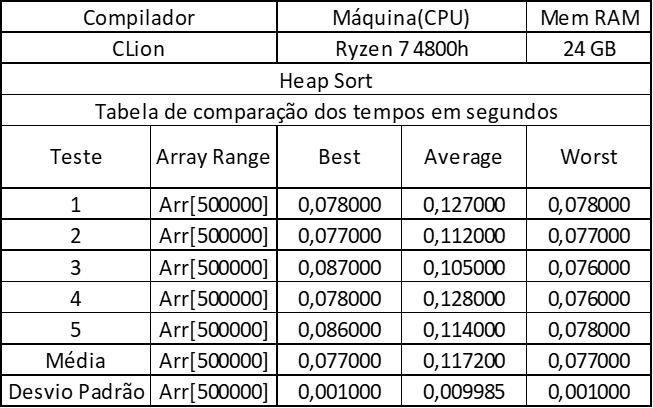 Compilador Máquina(CPU) Mem RAM
CLion Ryzen 7 4800h 24 GB
Heap Sort
Tabela de comparação dos tempos em segundos
Teste Array Range Best Average Worst
1 Arr[500000] 0,078000 0,127000 0,078000
2 Arr[500000] 0,077000 0,112000 0,077000
3 Arr[500000] 0,087000 0,105000 0,076000
4 Arr[500000] 0,078000 0,128000 0,076000
5 Arr[500000] 0,086000 0,114000 0,078000
Média Arr[500000] 0,077000 0,117200 0,077000
Desvio Padrão Arr[500000] 0,001000 0,009985 0,001000